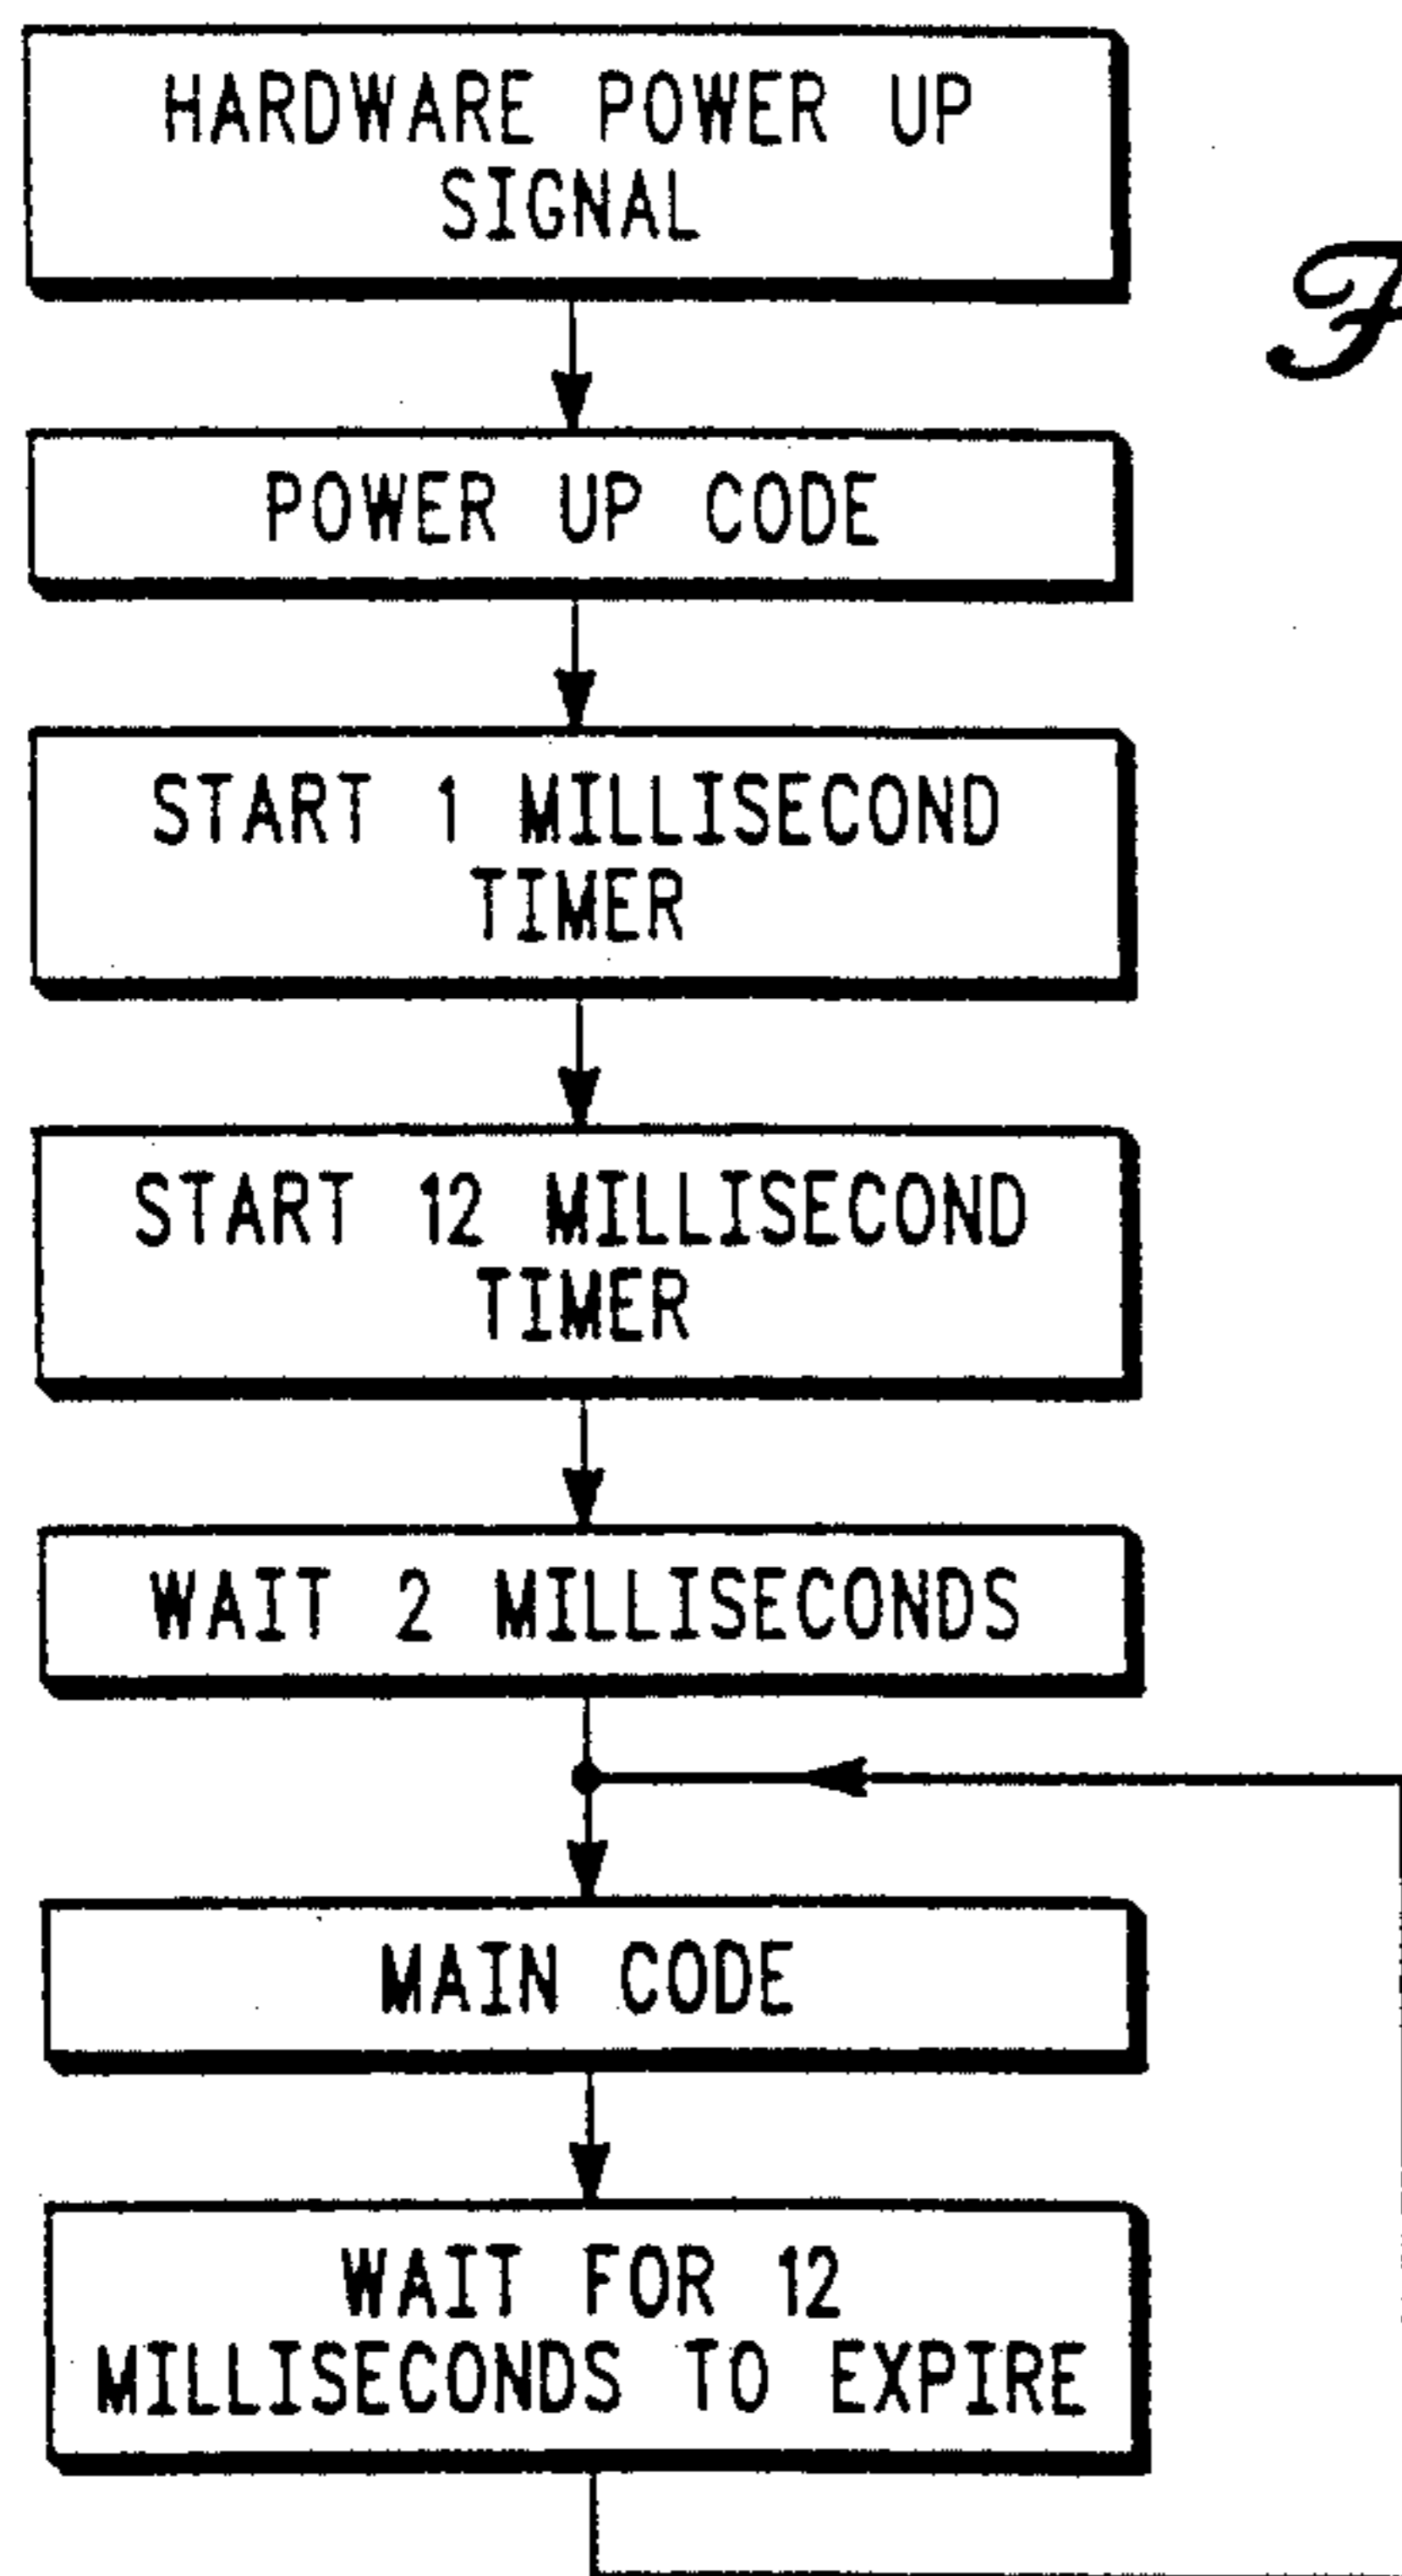 HARDWARE POWER UP
SIGNAL
POWER UP CODE
START 1 MILLISECOND
TIMER
START 12 MILLISECOND
TIMER
WAIT 2 MILLISECONDS
MAIN CODE
WAIT FOR 12
MILLISECONDS TO EXPIRE